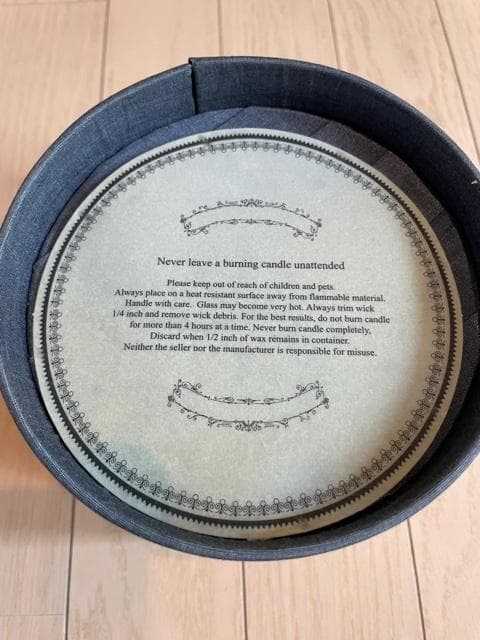 Never leave a burning candle unattended
Please keep out of reach of children and pets.
Always place on a heat resistant surface away from flammable material.
Handle with care. Glass may become very hot. Always trim wick
1/4 inch and remove wick debris. For the best results, do not burn candle
for more than 4 hours at a time. Never burn candle completely,
Discard when 1/2 inch of wax remains in container.
Neither the seller nor the manufacturer is responsible for misuse.